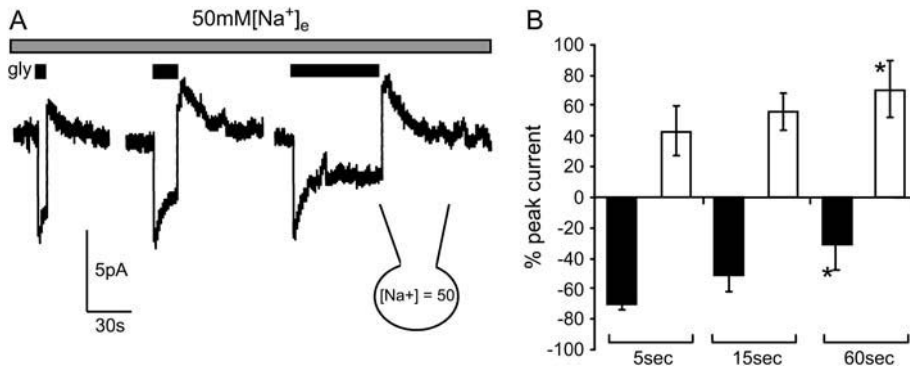 A
50mM[Na⁺]ₑ
gly
5pA
30s
[Na+] = 50
B
% peak current
100
80
60
40
20
0
-20
-40
-60
-80
-100
*
*
5sec
15sec
60sec